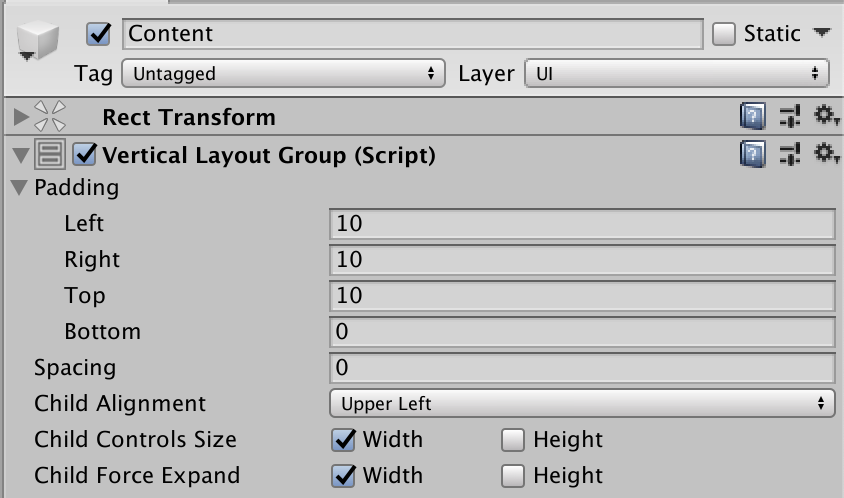 Content Static
Tag Untagged Layer UI
Rect Transform
Vertical Layout Group (Script)
Padding
Left 10
Right 10
Top 10
Bottom 0
Spacing 0
Child Alignment Upper Left
Child Controls Size Width Height
Child Force Expand Width Height